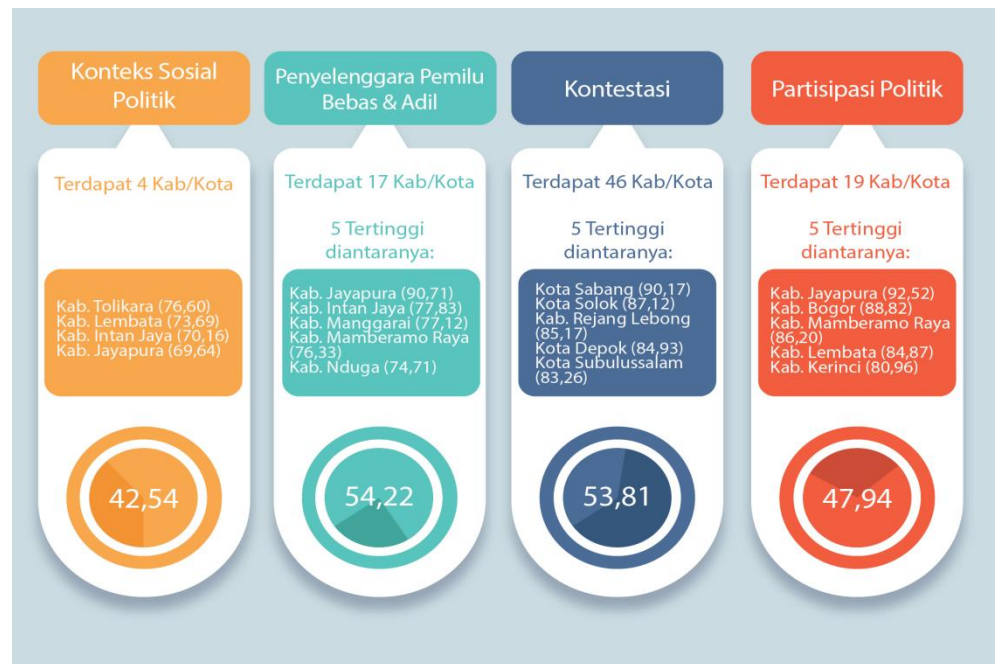 Konteks Sosial
Politik
Terdapat 4 Kab/Kota
Kab. Tolikara (76,60)
Kab. Lembata (73,69)
Kab. Intan Jaya (70,16)
Kab. Jayapura (69,64)
42,54
Penyelenggara Pemilu
Bebas & Adil
Terdapat 17 Kab/Kota
5 Tertinggi
diantaranya:
Kab. Jayapura (90,71)
Kab. Intan Jaya (77,83)
Kab. Manggarai (77,12)
Kab. Mamberamo Raya
(76,33)
Kab. Nduga (74,71)
54,22
Kontestasi
Terdapat 46 Kab/Kota
5 Tertinggi
diantaranya:
Kota Sabang (90,17)
Kota Solok (87,12)
Kab. Rejang Lebong
(85,17)
Kota Depok (84,93)
Kota Subulussalam
(83,26)
53,81
Partisipasi Politik
Terdapat 19 Kab/Kota
5 Tertinggi
diantaranya:
Kab. Jayapura (92,52)
Kab. Bogor (88,82)
Kab. Mamberamo Raya
(86,20)
Kab. Lembata (84,87)
Kab. Kerinci (80,96)
47,94